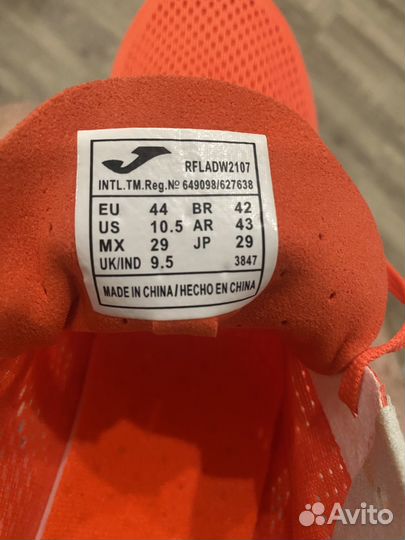 RFLADW2107
INTL.TM.Reg.Nº 649098/627638
EU 44 BR 42
US 10.5 AR 43
MX 29 JP 29
UK/IND 9.5 3847
MADE IN CHINA/HECHO EN CHINA
Avito